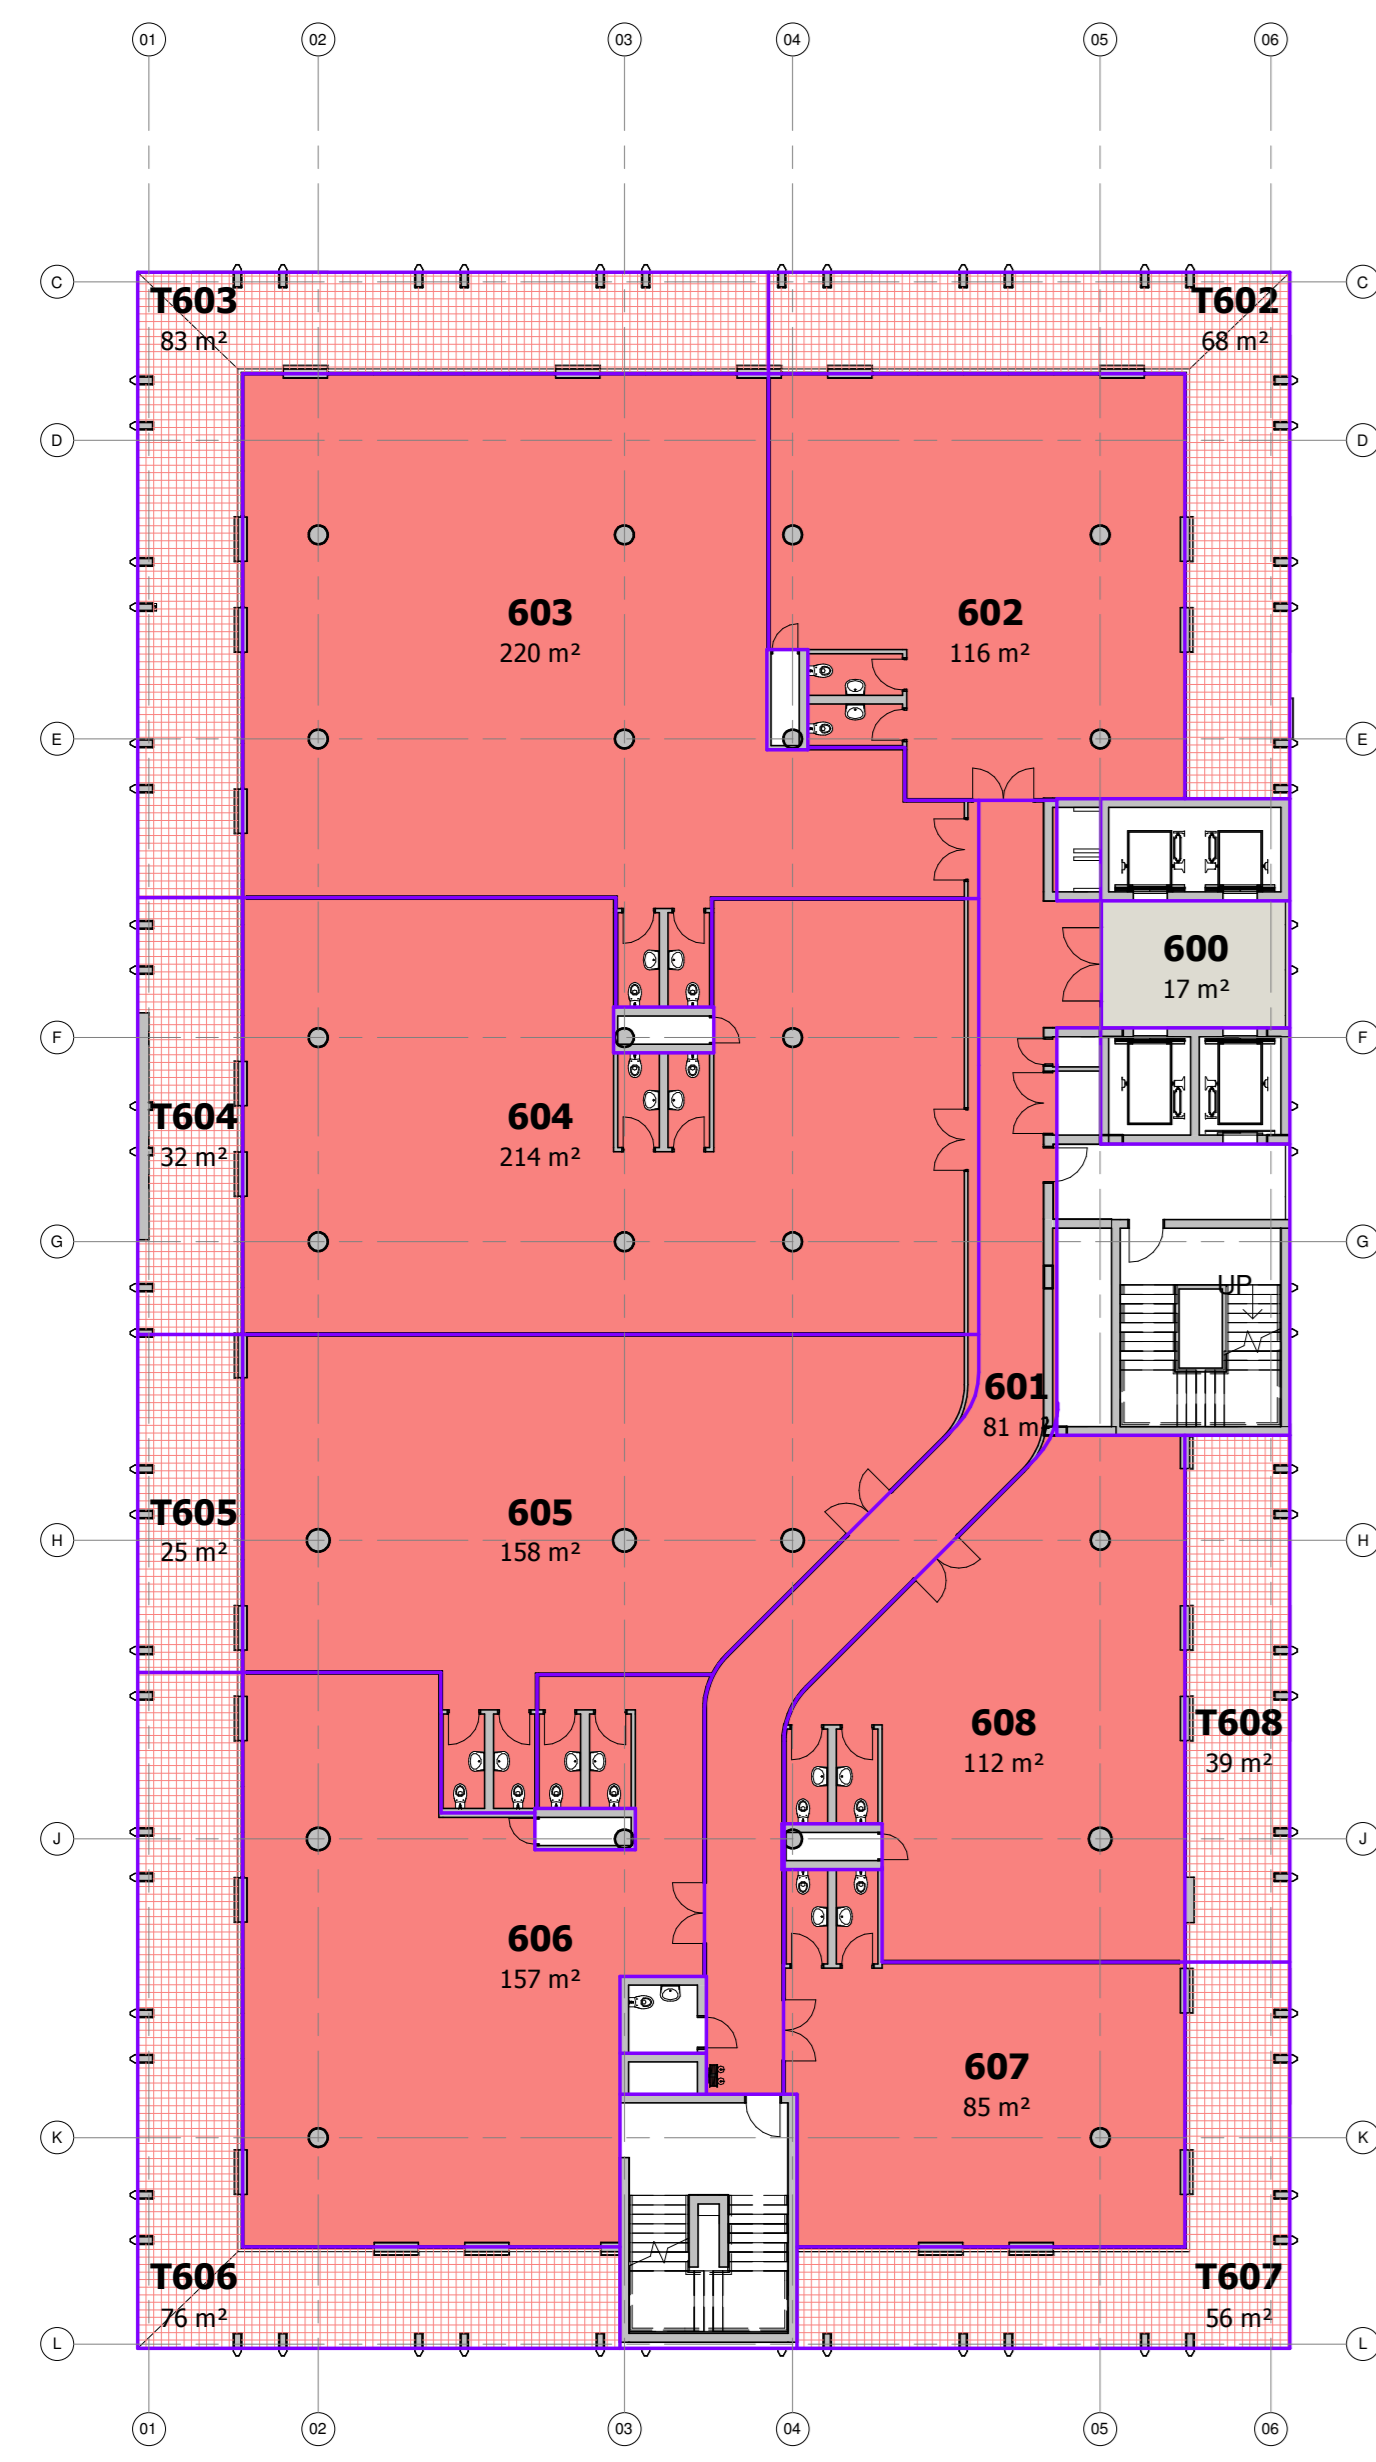 01 02 03 04 05 06
C C
T603 T602
83 m² 68 m²
D D
603 602
220 m² 116 m²
E E
600
17 m²
F F
T604 604
32 m² 214 m²
G G
UP
601
81 m²
T605 605
25 m² 158 m²
H H
608 T608
112 m² 39 m²
J J
606
157 m²
607
85 m²
K K
T606 T607
76 m² 56 m²
L L
01 02 03 04 05 06